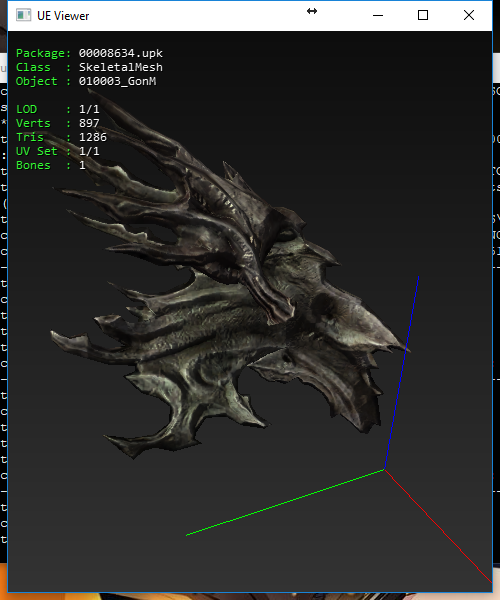 UE Viewer
Package: 00008634.upk
Class  : SkeletalMesh
Object : 010003_GonM
LOD    : 1/1
Verts  : 897
Tris   : 1286
UV Set : 1/1
Bones  : 1